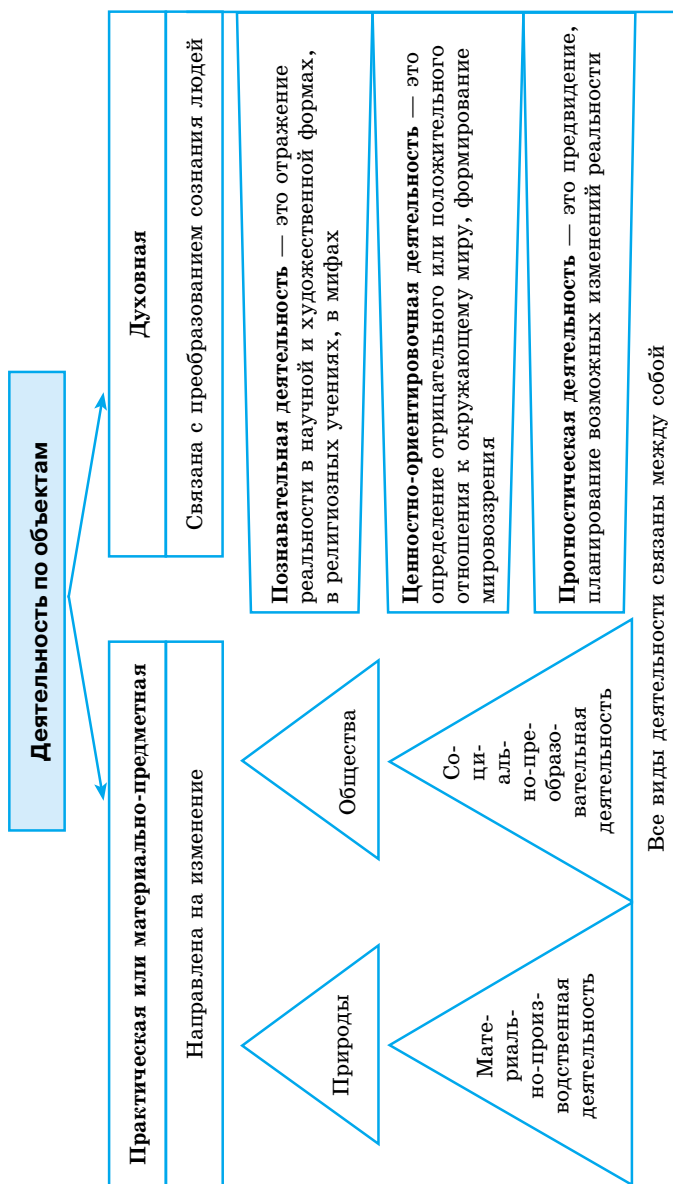 Деятельность по объектам
Практическая или материально-предметная
Направлена на изменение
Природы
Общества
Мате-
риаль-
но-произ-
водственная
деятельность
Со-
ци-
аль-
но-пре-
образо-
вательная
деятельность
Духовная
Связана с преобразованием сознания людей
Познавательная деятельность — это отражение
реальности в научной и художественной формах,
в религиозных учениях, в мифах
Ценностно-ориентировочная деятельность — это
определение отрицательного или положительного
отношения к окружающему миру, формирование
мировоззрения
Прогностическая деятельность — это предвидение,
планирование возможных изменений реальности
Все виды деятельности связаны между собой